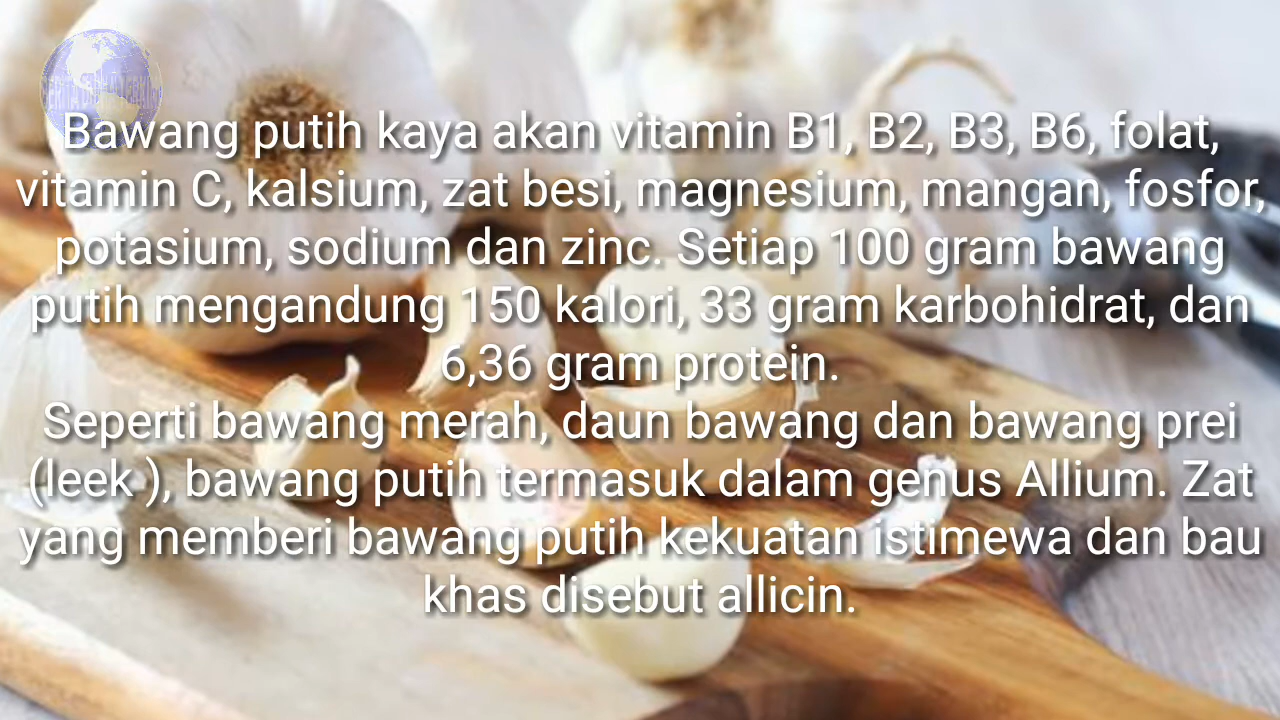 Bawang putih kaya akan vitamin B1, B2, B3, B6, folat,
vitamin C, kalsium, zat besi, magnesium, mangan, fosfor,
potasium, sodium dan zinc. Setiap 100 gram bawang
putih mengandung 150 kalori, 33 gram karbohidrat, dan
6,36 gram protein.
Seperti bawang merah, daun bawang dan bawang prei
(leek ), bawang putih termasuk dalam genus Allium. Zat
yang memberi bawang putih kekuatan istimewa dan bau
khas disebut allicin.